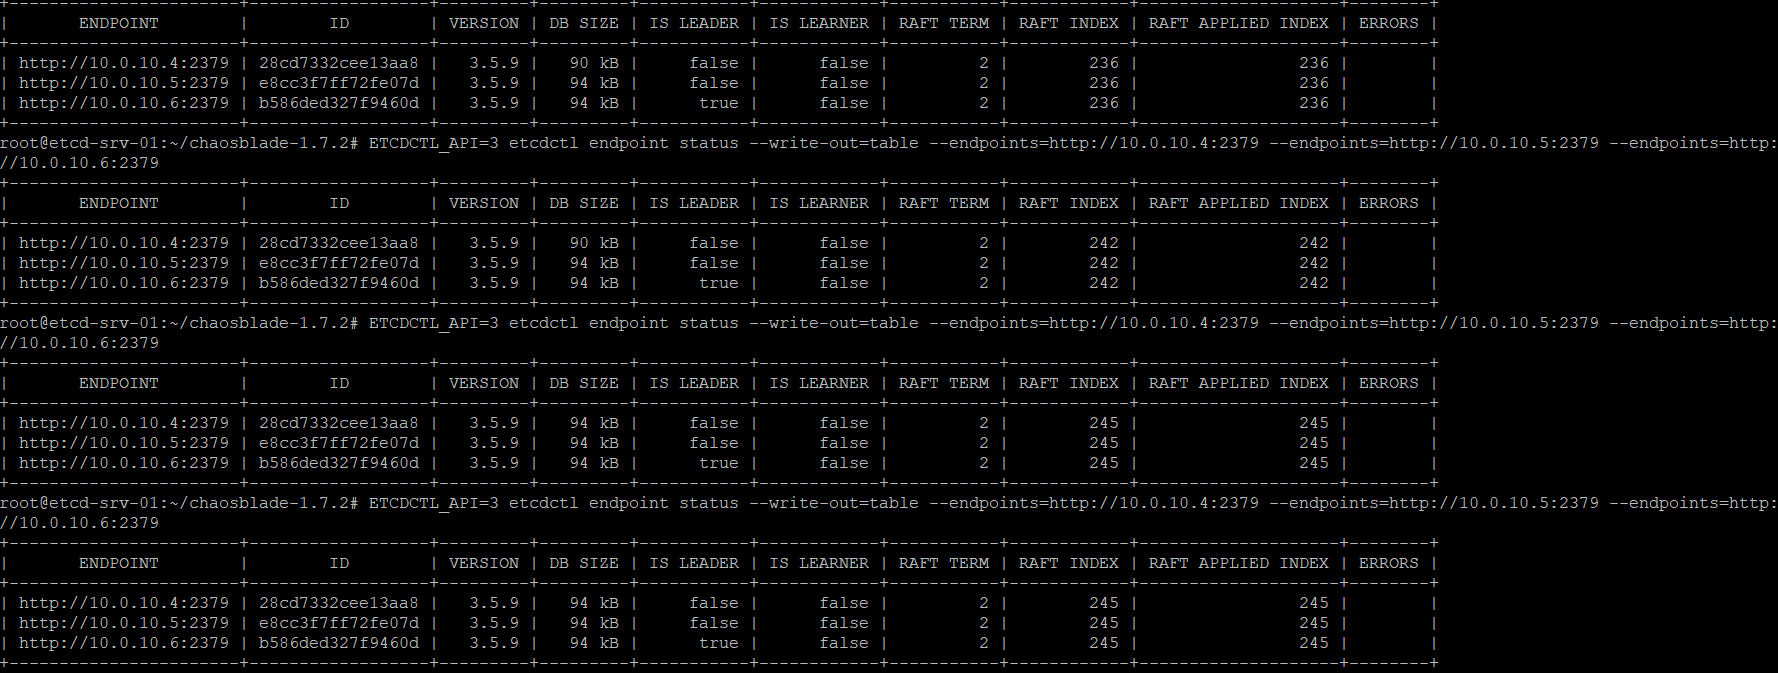 +-----------------------+------------------+---------+---------+-----------+------------+-----------+------------+--------------------+--------+
|       ENDPOINT        |        ID        | VERSION | DB SIZE | IS LEADER | IS LEARNER | RAFT TERM | RAFT INDEX | RAFT APPLIED INDEX | ERRORS |
+-----------------------+------------------+---------+---------+-----------+------------+-----------+------------+--------------------+--------+
| http://10.0.10.4:2379 | 28cd7332cee13aa8 |   3.5.9 |   90 kB |     false |      false |         2 |        236 |                236 |        |
| http://10.0.10.5:2379 | e8cc3f7ff72fe07d |   3.5.9 |   94 kB |     false |      false |         2 |        236 |                236 |        |
| http://10.0.10.6:2379 | b586ded327f9460d |   3.5.9 |   94 kB |      true |      false |         2 |        236 |                236 |        |
+-----------------------+------------------+---------+---------+-----------+------------+-----------+------------+--------------------+--------+
root@etcd-srv-01:~/chaosblade-1.7.2# ETCDCTL_API=3 etcdctl endpoint status --write-out=table --endpoints=http://10.0.10.4:2379 --endpoints=http://10.0.10.5:2379 --endpoints=http:
//10.0.10.6:2379
+-----------------------+------------------+---------+---------+-----------+------------+-----------+------------+--------------------+--------+
|       ENDPOINT        |        ID        | VERSION | DB SIZE | IS LEADER | IS LEARNER | RAFT TERM | RAFT INDEX | RAFT APPLIED INDEX | ERRORS |
+-----------------------+------------------+---------+---------+-----------+------------+-----------+------------+--------------------+--------+
| http://10.0.10.4:2379 | 28cd7332cee13aa8 |   3.5.9 |   90 kB |     false |      false |         2 |        242 |                242 |        |
| http://10.0.10.5:2379 | e8cc3f7ff72fe07d |   3.5.9 |   94 kB |     false |      false |         2 |        242 |                242 |        |
| http://10.0.10.6:2379 | b586ded327f9460d |   3.5.9 |   94 kB |      true |      false |         2 |        242 |                242 |        |
+-----------------------+------------------+---------+---------+-----------+------------+-----------+------------+--------------------+--------+
root@etcd-srv-01:~/chaosblade-1.7.2# ETCDCTL_API=3 etcdctl endpoint status --write-out=table --endpoints=http://10.0.10.4:2379 --endpoints=http://10.0.10.5:2379 --endpoints=http:
//10.0.10.6:2379
+-----------------------+------------------+---------+---------+-----------+------------+-----------+------------+--------------------+--------+
|       ENDPOINT        |        ID        | VERSION | DB SIZE | IS LEADER | IS LEARNER | RAFT TERM | RAFT INDEX | RAFT APPLIED INDEX | ERRORS |
+-----------------------+------------------+---------+---------+-----------+------------+-----------+------------+--------------------+--------+
| http://10.0.10.4:2379 | 28cd7332cee13aa8 |   3.5.9 |   94 kB |     false |      false |         2 |        245 |                245 |        |
| http://10.0.10.5:2379 | e8cc3f7ff72fe07d |   3.5.9 |   94 kB |     false |      false |         2 |        245 |                245 |        |
| http://10.0.10.6:2379 | b586ded327f9460d |   3.5.9 |   94 kB |      true |      false |         2 |        245 |                245 |        |
+-----------------------+------------------+---------+---------+-----------+------------+-----------+------------+--------------------+--------+
root@etcd-srv-01:~/chaosblade-1.7.2# ETCDCTL_API=3 etcdctl endpoint status --write-out=table --endpoints=http://10.0.10.4:2379 --endpoints=http://10.0.10.5:2379 --endpoints=http:
//10.0.10.6:2379
+-----------------------+------------------+---------+---------+-----------+------------+-----------+------------+--------------------+--------+
|       ENDPOINT        |        ID        | VERSION | DB SIZE | IS LEADER | IS LEARNER | RAFT TERM | RAFT INDEX | RAFT APPLIED INDEX | ERRORS |
+-----------------------+------------------+---------+---------+-----------+------------+-----------+------------+--------------------+--------+
| http://10.0.10.4:2379 | 28cd7332cee13aa8 |   3.5.9 |   94 kB |     false |      false |         2 |        245 |                245 |        |
| http://10.0.10.5:2379 | e8cc3f7ff72fe07d |   3.5.9 |   94 kB |     false |      false |         2 |        245 |                245 |        |
| http://10.0.10.6:2379 | b586ded327f9460d |   3.5.9 |   94 kB |      true |      false |         2 |        245 |                245 |        |
+-----------------------+------------------+---------+---------+-----------+------------+-----------+------------+--------------------+--------+